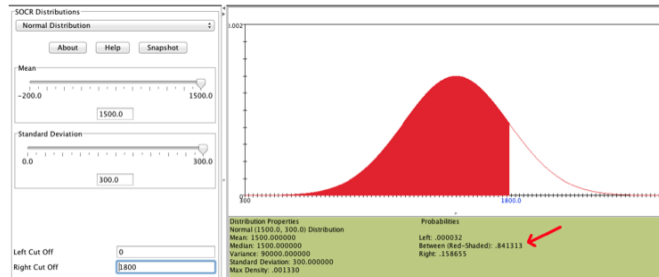 SOCR Distributions
Normal Distribution
About Help Snapshot
Mean
-200.0 1500.0
1500.0
Standard Deviation
0.0 300.0
300.0
Left Cut Off 0
Right Cut Off 1800
0.002
0
300 1800.0
Distribution Properties
Normal (1500.0, 300.0) Distribution
Mean: 1500.000000
Median: 1500.000000
Variance: 90000.000000
Standard Deviation: 300.000000
Max Density: .001330
Probabilities
Left: .000032
Between (Red-Shaded): .841313
Right: .158655